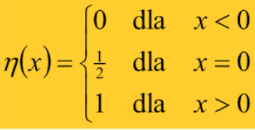 0 dla x < 0
η(x) = { 1/2 dla x = 0
1 dla x > 0